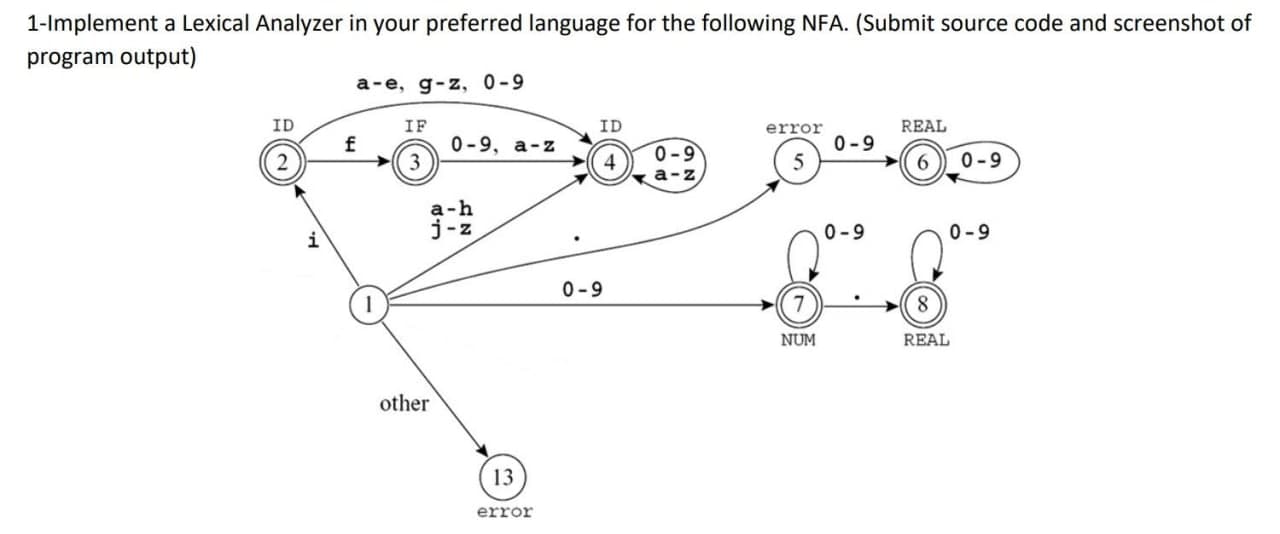 1-Implement a Lexical Analyzer in your preferred language for the following NFA. (Submit source code and screenshot of
program output)
a-e, g-z, 0-9
ID
IF
ID
error
REAL
f
0-9, a-z
0-9
2
3
4
0-9
a-z
5
6
0-9
a-h
j-z
i
.
0-9
0-9
0-9
1
7
.
8
NUM
REAL
other
13
error